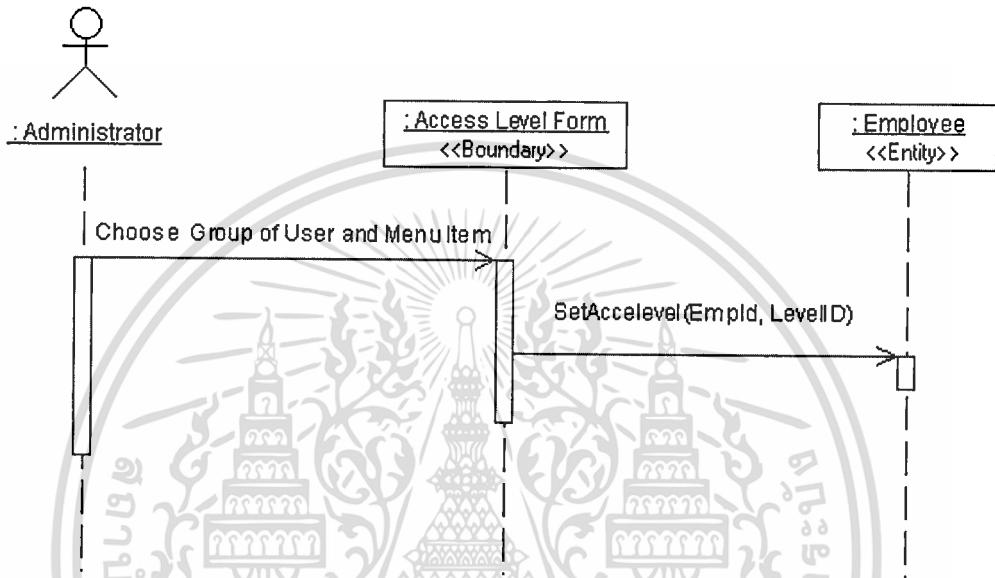 : Administrator
: Access Level Form
<<Boundary>>
: Employee
<<Entity>>
Choose Group of User and Menu Item
SetAccelevel(EmpId, LevelID)